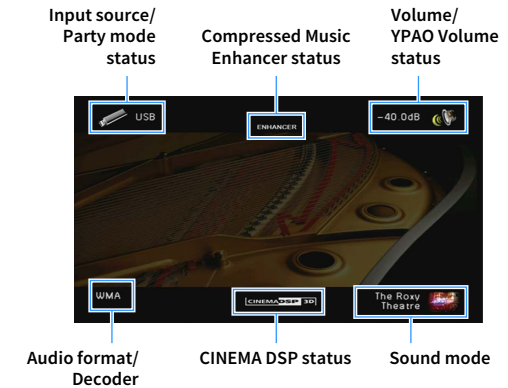 Input source/
Party mode
status
Compressed Music
Enhancer status
Volume/
YPAO Volume
status
USB
ENHANCER
-40.0dB
WMA
CINEMA DSP 3D
The Roxy
Theatre
Audio format/
Decoder
CINEMA DSP status
Sound mode